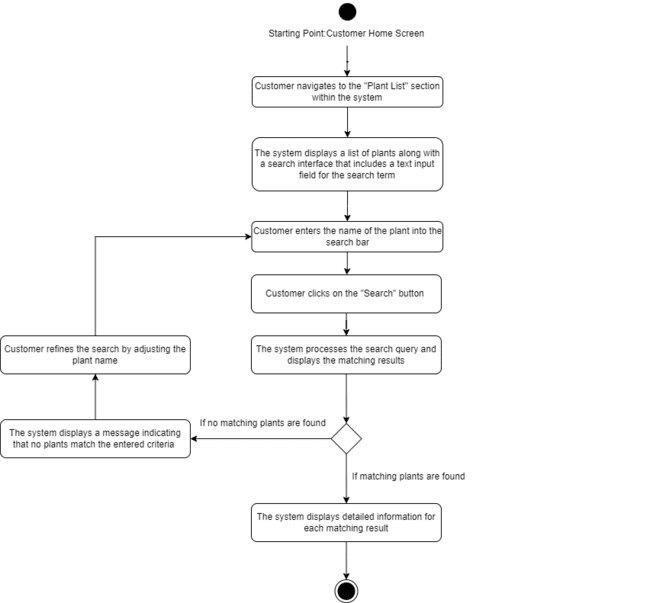 Starting Point:Customer Home Screen
Customer navigates to the "Plant List" section
within the system
The system displays a list of plants along with
a search interface that includes a text input
field for the search term
Customer enters the name of the plant into the
search bar
Customer clicks on the "Search" button
The system processes the search query and
displays the matching results
Customer refines the search by adjusting the
plant name
The system displays a message indicating
that no plants match the entered criteria
If no matching plants are found
If matching plants are found
The system displays detailed information for
each matching result